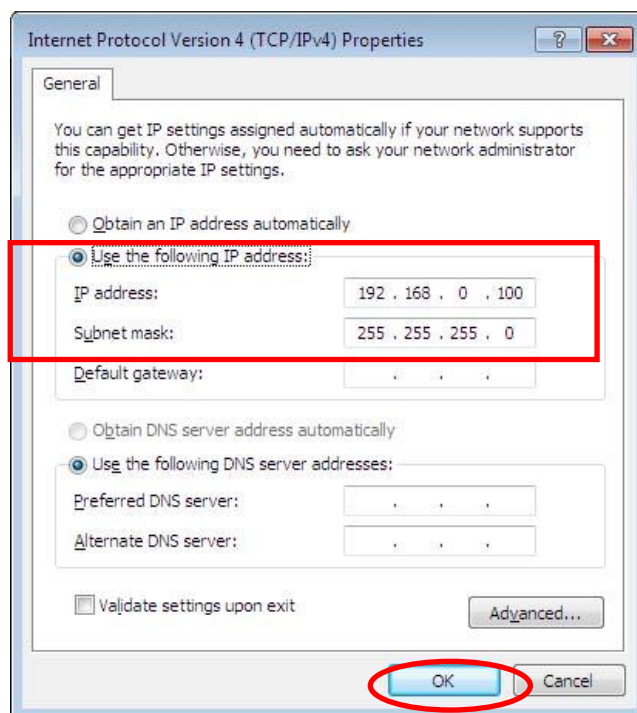 Internet Protocol Version 4 (TCP/IPv4) Properties
General
You can get IP settings assigned automatically if your network supports
this capability. Otherwise, you need to ask your network administrator
for the appropriate IP settings.
Obtain an IP address automatically
Use the following IP address:
IP address: 192 . 168 . 0 . 100
Subnet mask: 255 . 255 . 255 . 0
Default gateway: . . .
Obtain DNS server address automatically
Use the following DNS server addresses:
Preferred DNS server: . . .
Alternate DNS server: . . .
Validate settings upon exit
Advanced...
OK Cancel